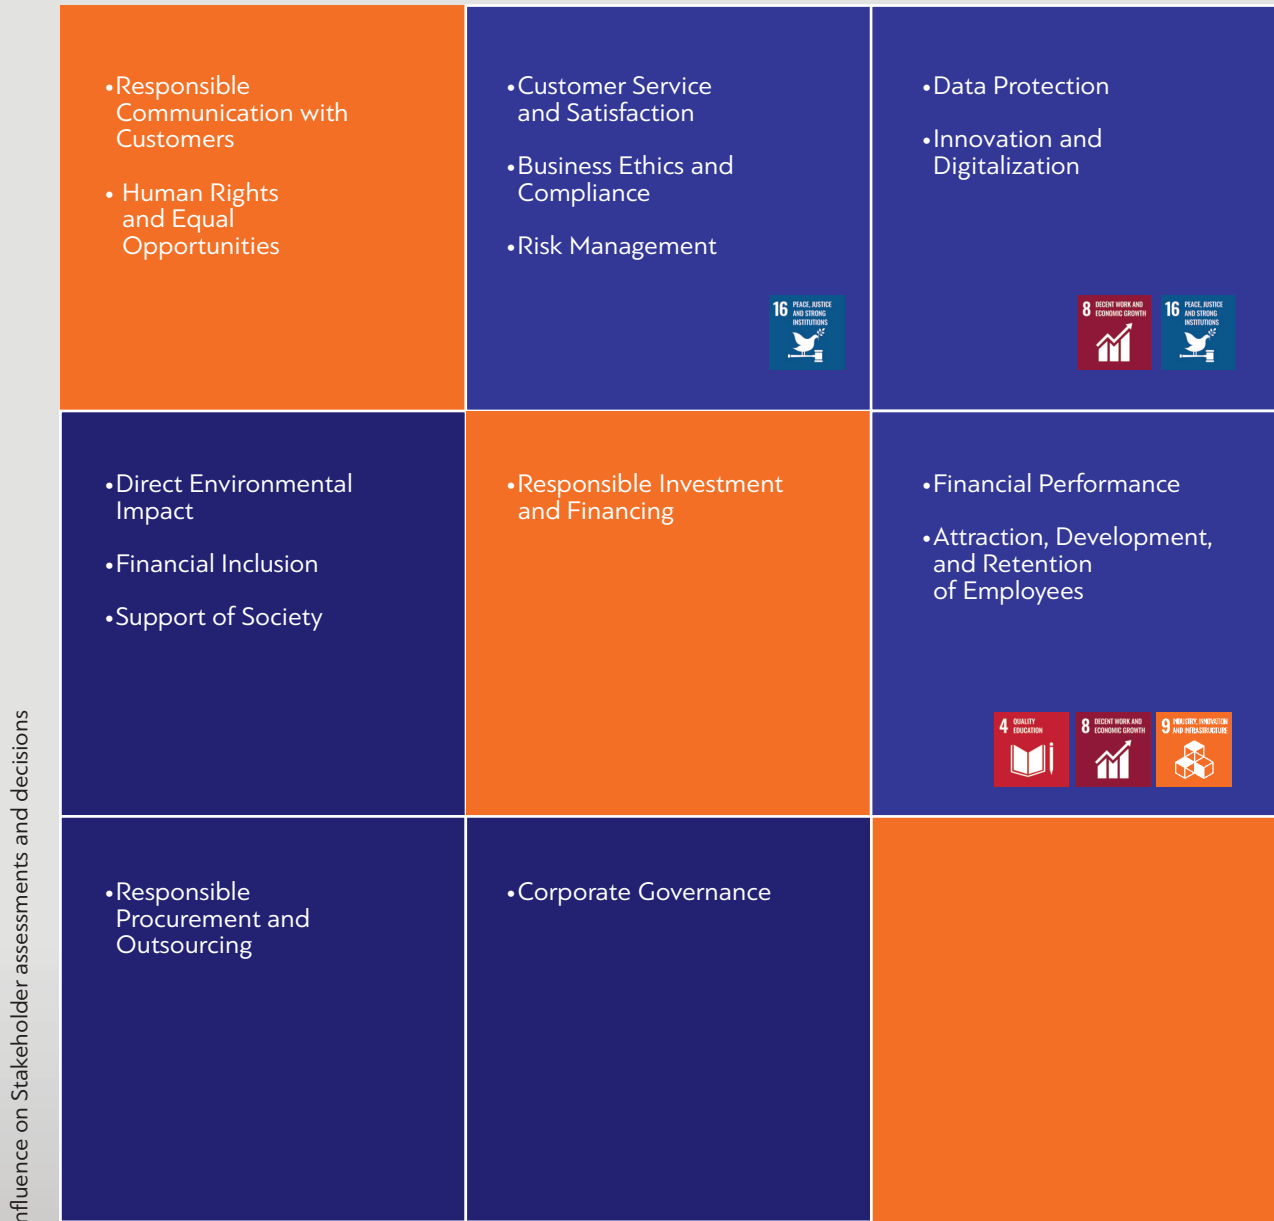 •Responsible
Communication with
Customers
• Human Rights
and Equal
Opportunities
•Customer Service
and Satisfaction
•Business Ethics and
Compliance
•Risk Management
16 PEACE, JUSTICE
AND STRONG
INSTITUTIONS
•Data Protection
•Innovation and
Digitalization
8 DECENT WORK AND
ECONOMIC GROWTH
16 PEACE, JUSTICE
AND STRONG
INSTITUTIONS
•Direct Environmental
Impact
•Financial Inclusion
•Support of Society
•Responsible Investment
and Financing
•Financial Performance
•Attraction, Development,
and Retention
of Employees
4 QUALITY
EDUCATION
8 DECENT WORK AND
ECONOMIC GROWTH
9 INDUSTRY, INNOVATION
AND INFRASTRUCTURE
•Responsible
Procurement and
Outsourcing
•Corporate Governance
nfluence on Stakeholder assessments and decisions